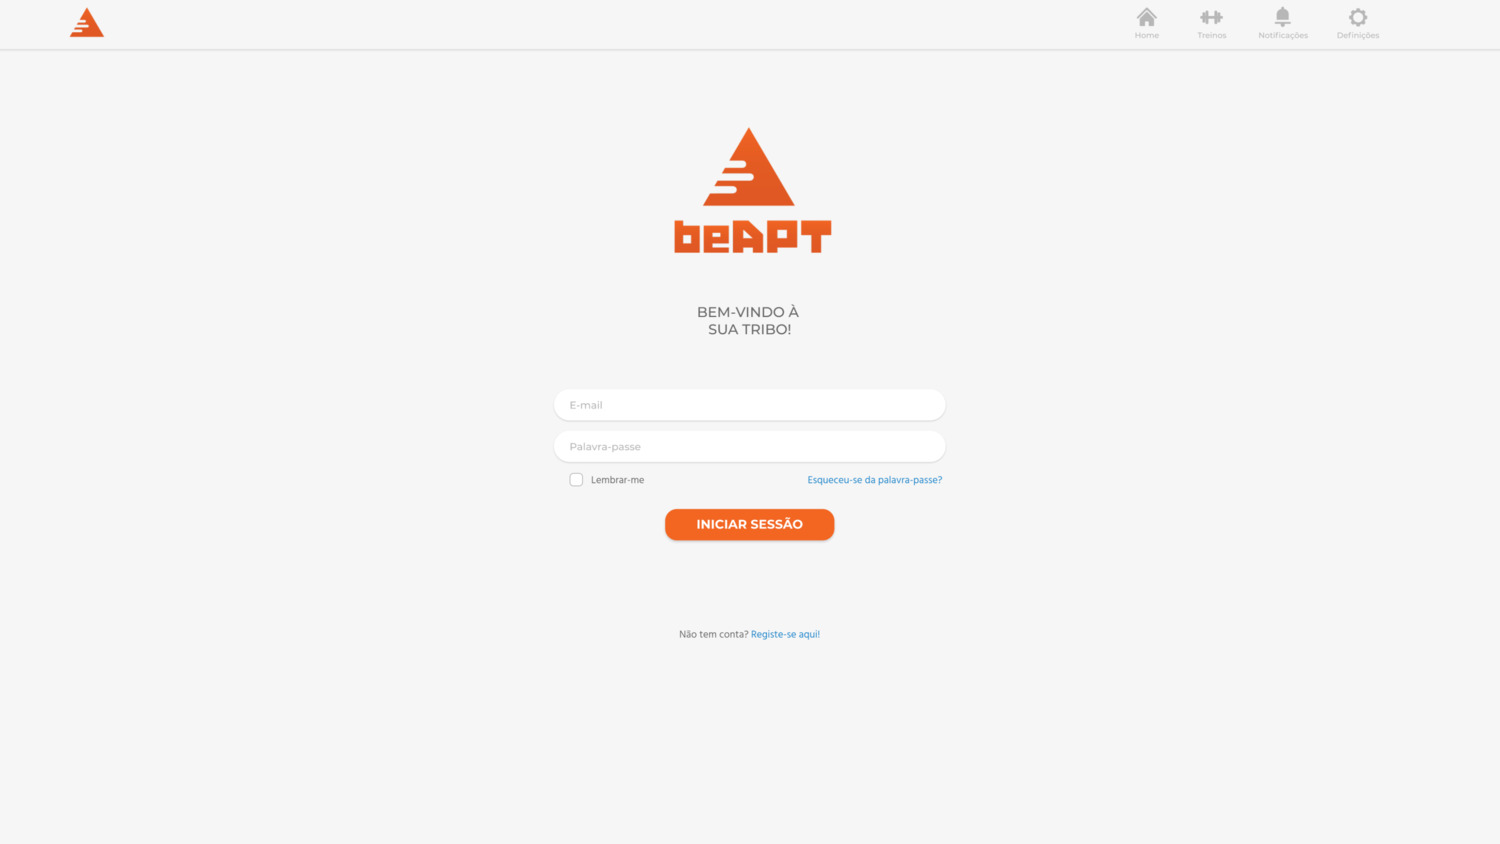 Home
Treinos
Notificações
Definições
beAPT
BEM-VINDO À
SUA TRIBO!
E-mail
Palavra-passe
Lembrar-me
Esqueceu-se da palavra-passe?
INICIAR SESSÃO
Não tem conta? Registe-se aqui!